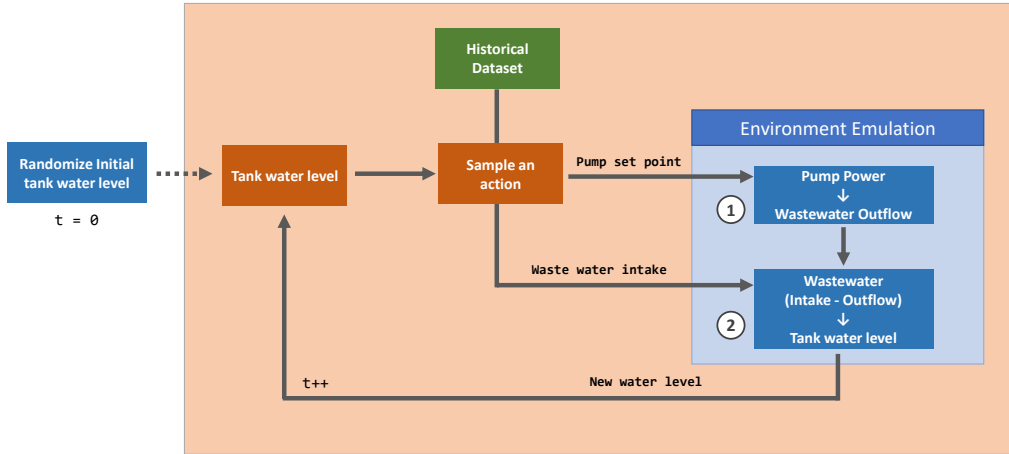 Historical
Dataset
Environment Emulation
Randomize Initial
tank water level
t = 0
Tank water level
Sample an
action
Pump set point
Pump Power
↓
Wastewater Outflow
1
Waste water intake
Wastewater
(Intake - Outflow)
↓
Tank water level
2
t++
New water level